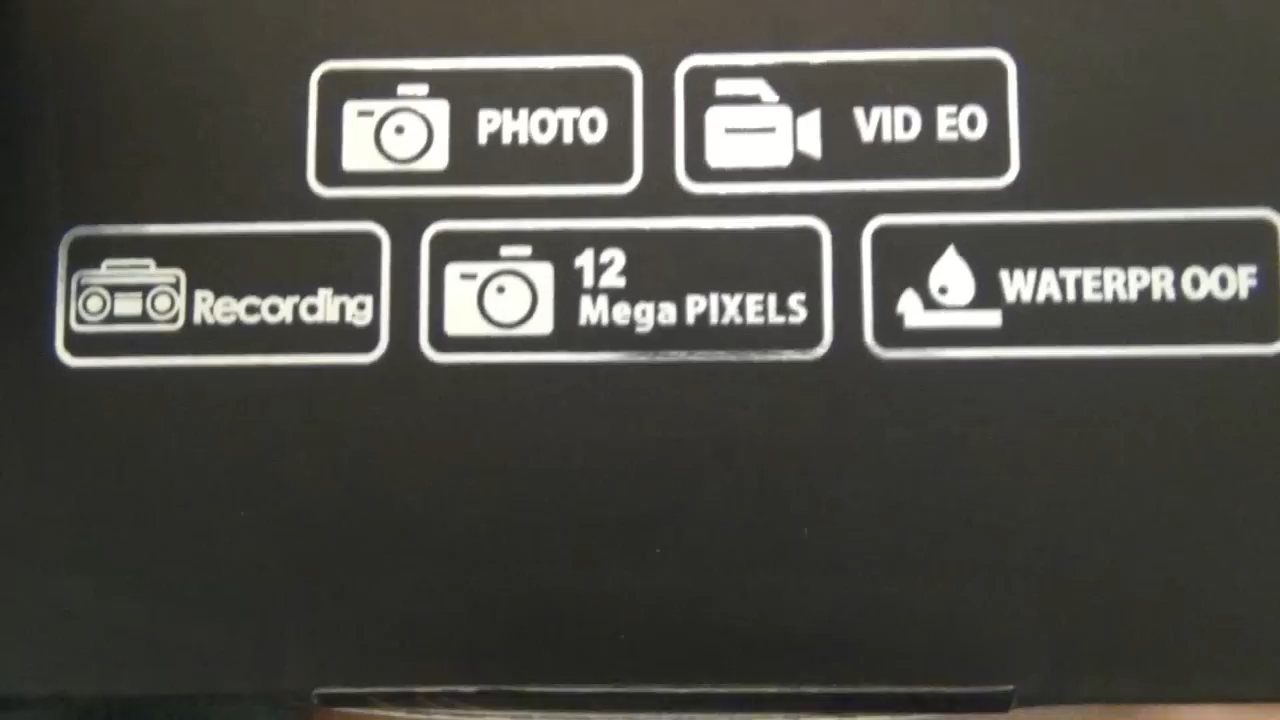 PHOTO
VID EO
Recording
12
Mega PIXELS
WATERPR OOF